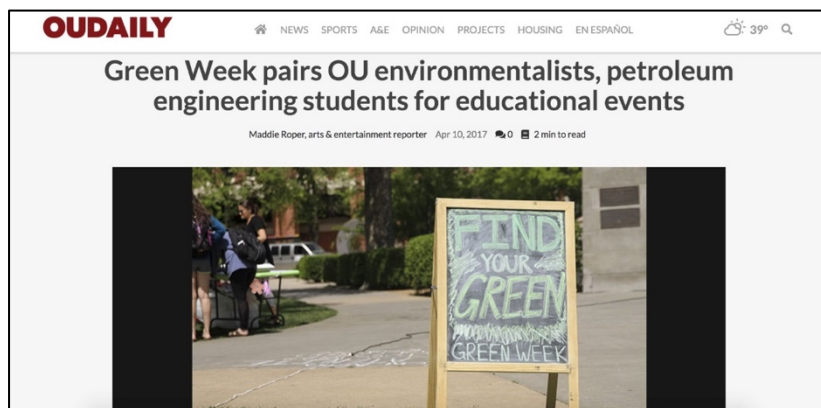 OUDAILY
NEWS SPORTS A&E OPINION PROJECTS HOUSING EN ESPAÑOL
39°
Green Week pairs OU environmentalists, petroleum
engineering students for educational events
Maddie Roper, arts & entertainment reporter Apr 10, 2017 0 2 min to read
FIND
YOUR
GREEN
GREEN WEEK